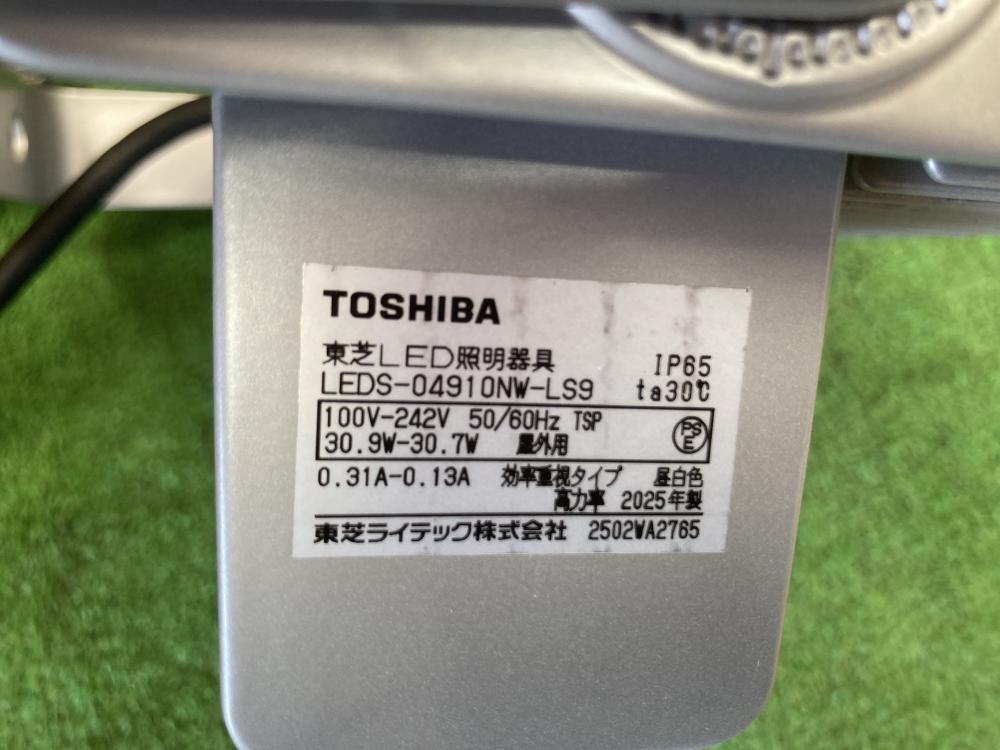 TOSHIBA
東芝LED照明器具 IP65
LEDS-04910NW-LS9 ta30℃
100V-242V 50/60Hz TSP
30.9W-30.7W 屋外用 PSE
0.31A-0.13A 効率重視タイプ 昼白色
高力率 2025年製
東芝ライテック株式会社 2502WA2765